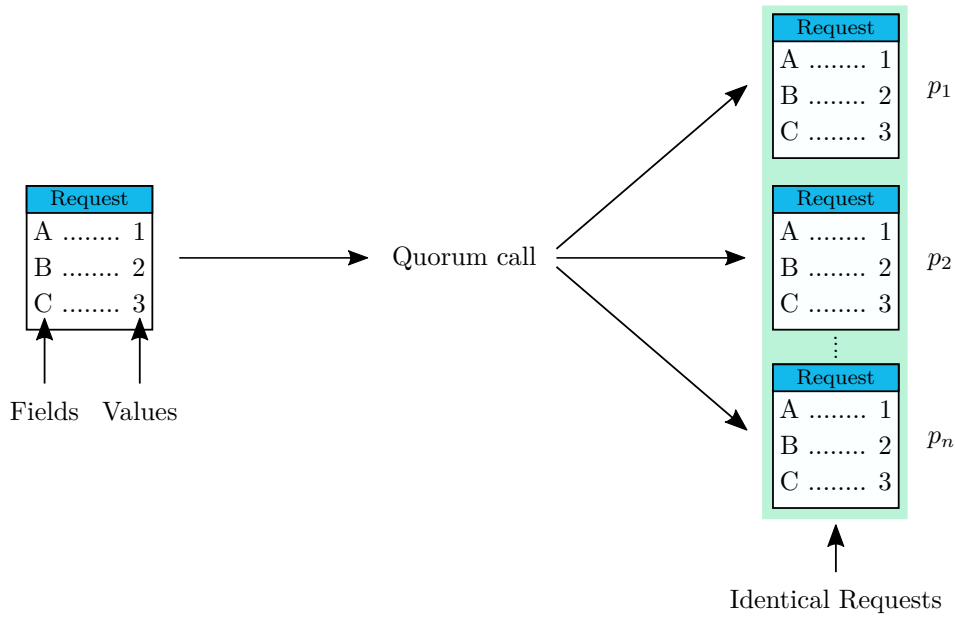 Request
A ........ 1
B ........ 2
C ........ 3
Fields
Values
Quorum call
Request
A ........ 1
B ........ 2
C ........ 3
p₁
Request
A ........ 1
B ........ 2
C ........ 3
p₂
Request
A ........ 1
B ........ 2
C ........ 3
pₙ
Identical Requests